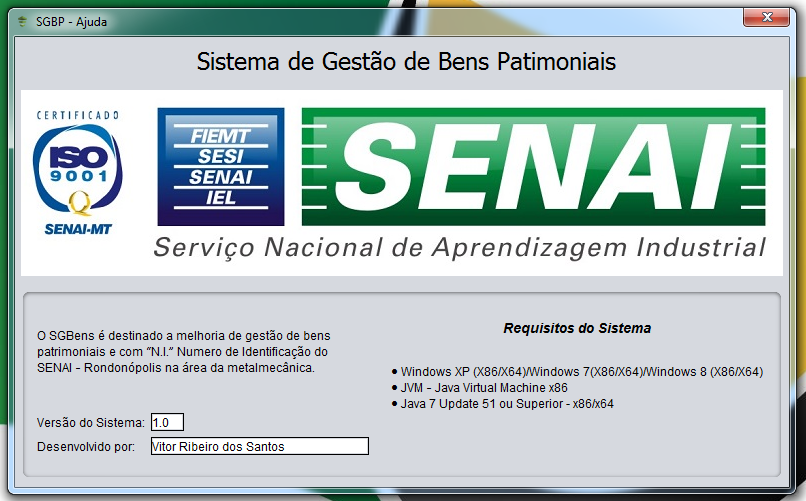 SGBP - Ajuda
Sistema de Gestão de Bens Patimoniais
CERTIFICADO
ISO
9001
Q
SENAI-MT
FIEMT
SESI
SENAI
IEL
SENAI
Serviço Nacional de Aprendizagem Industrial
O SGBens é destinado a melhoria de gestão de bens
patrimoniais e com “N.I.” Numero de Identificação do
SENAI - Rondonópolis na área da metalmecânica.
Versão do Sistema: 1.0
Desenvolvido por: Vitor Ribeiro dos Santos
Requisitos do Sistema
● Windows XP (X86/X64)/Windows 7(X86/X64)/Windows 8 (X86/X64)
● JVM - Java Virtual Machine x86
● Java 7 Update 51 ou Superior - x86/x64